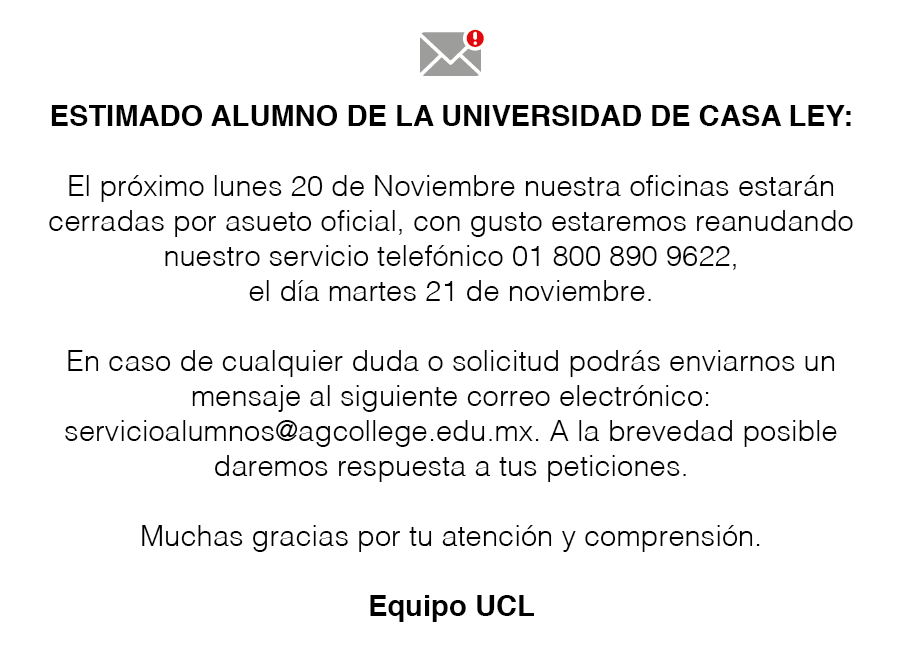 ESTIMADO ALUMNO DE LA UNIVERSIDAD DE CASA LEY:
El próximo lunes 20 de Noviembre nuestra oficinas estarán
cerradas por asueto oficial, con gusto estaremos reanudando
nuestro servicio telefónico 01 800 890 9622,
el día martes 21 de noviembre.
En caso de cualquier duda o solicitud podrás enviarnos un
mensaje al siguiente correo electrónico:
servicioalumnos@agcollege.edu.mx. A la brevedad posible
daremos respuesta a tus peticiones.
Muchas gracias por tu atención y comprensión.
Equipo UCL